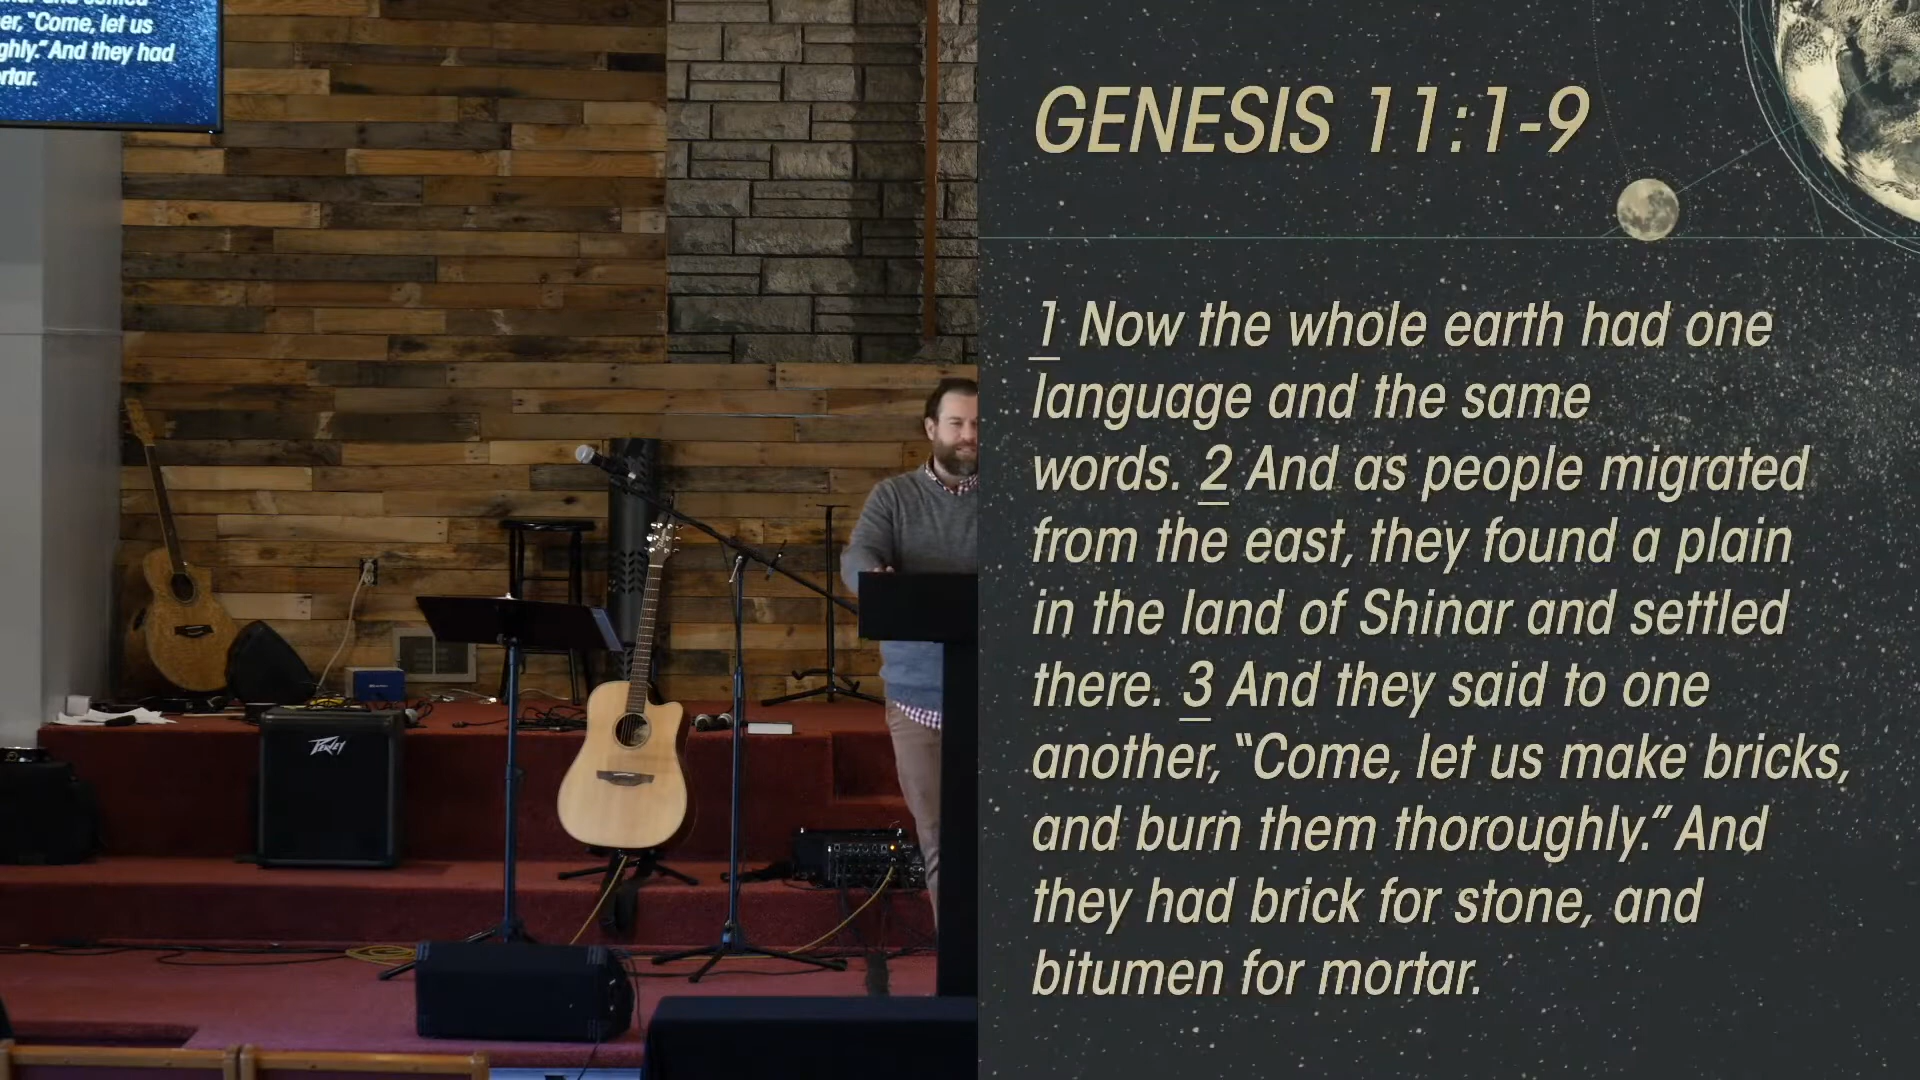 er, "Come, let us
ghly." And they had
rtar.
PEAVEY
GENESIS 11:1-9
1 Now the whole earth had one
language and the same
words. 2 And as people migrated
from the east, they found a plain
in the land of Shinar and settled
there. 3 And they said to one
another, “Come, let us make bricks,
and burn them thoroughly.” And
they had brick for stone, and
bitumen for mortar.